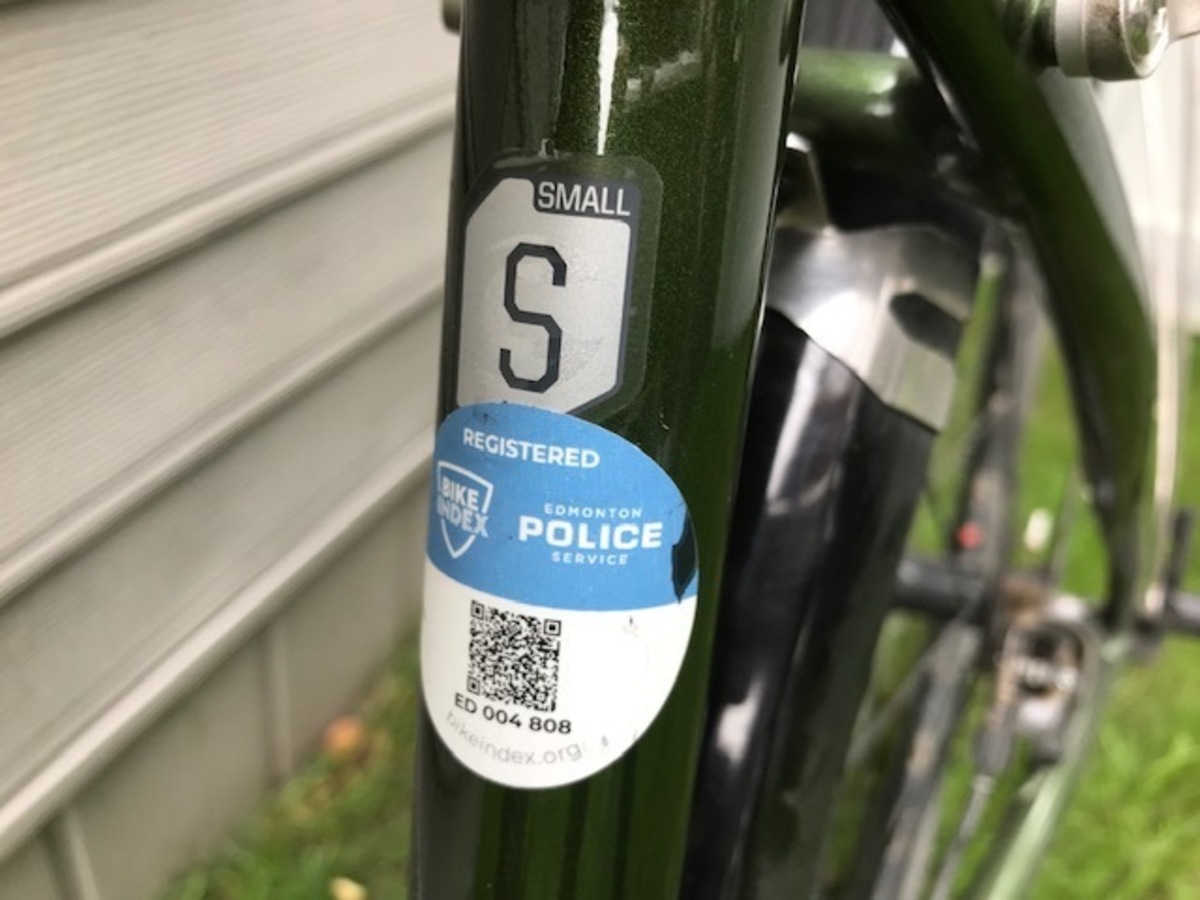 SMALL
S
REGISTERED
BIKE
INDEX
EDMONTON
POLICE
SERVICE
ED 004 808
bikeindex.org